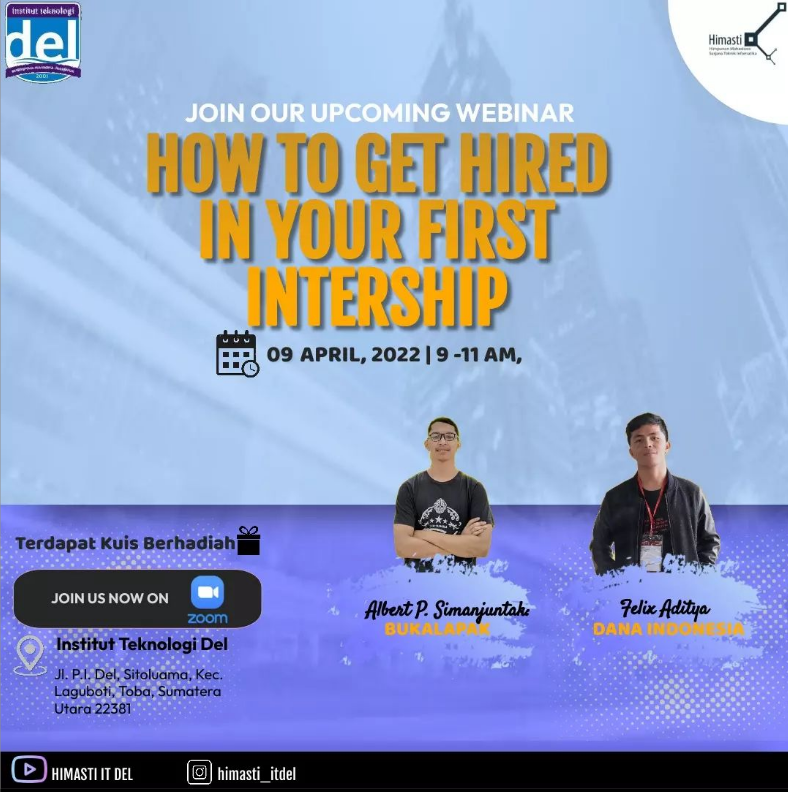 institut teknologi
del
2001
Himasti
Himpunan Mahasiswa
Sarjana Teknik Informatika
JOIN OUR UPCOMING WEBINAR
HOW TO GET HIRED
IN YOUR FIRST
INTERSHIP
09 APRIL, 2022 | 9 -11 AM,
Terdapat Kuis Berhadiah
JOIN US NOW ON
zoom
Institut Teknologi Del
Jl. P.I. Del, Sitoluama, Kec.
Laguboti, Toba, Sumatera
Utara 22381
Albert P. Simanjuntak
BUKALAPAK
Felix Aditya
DANA INDONESIA
HIMASTI IT DEL
himasti_itdel